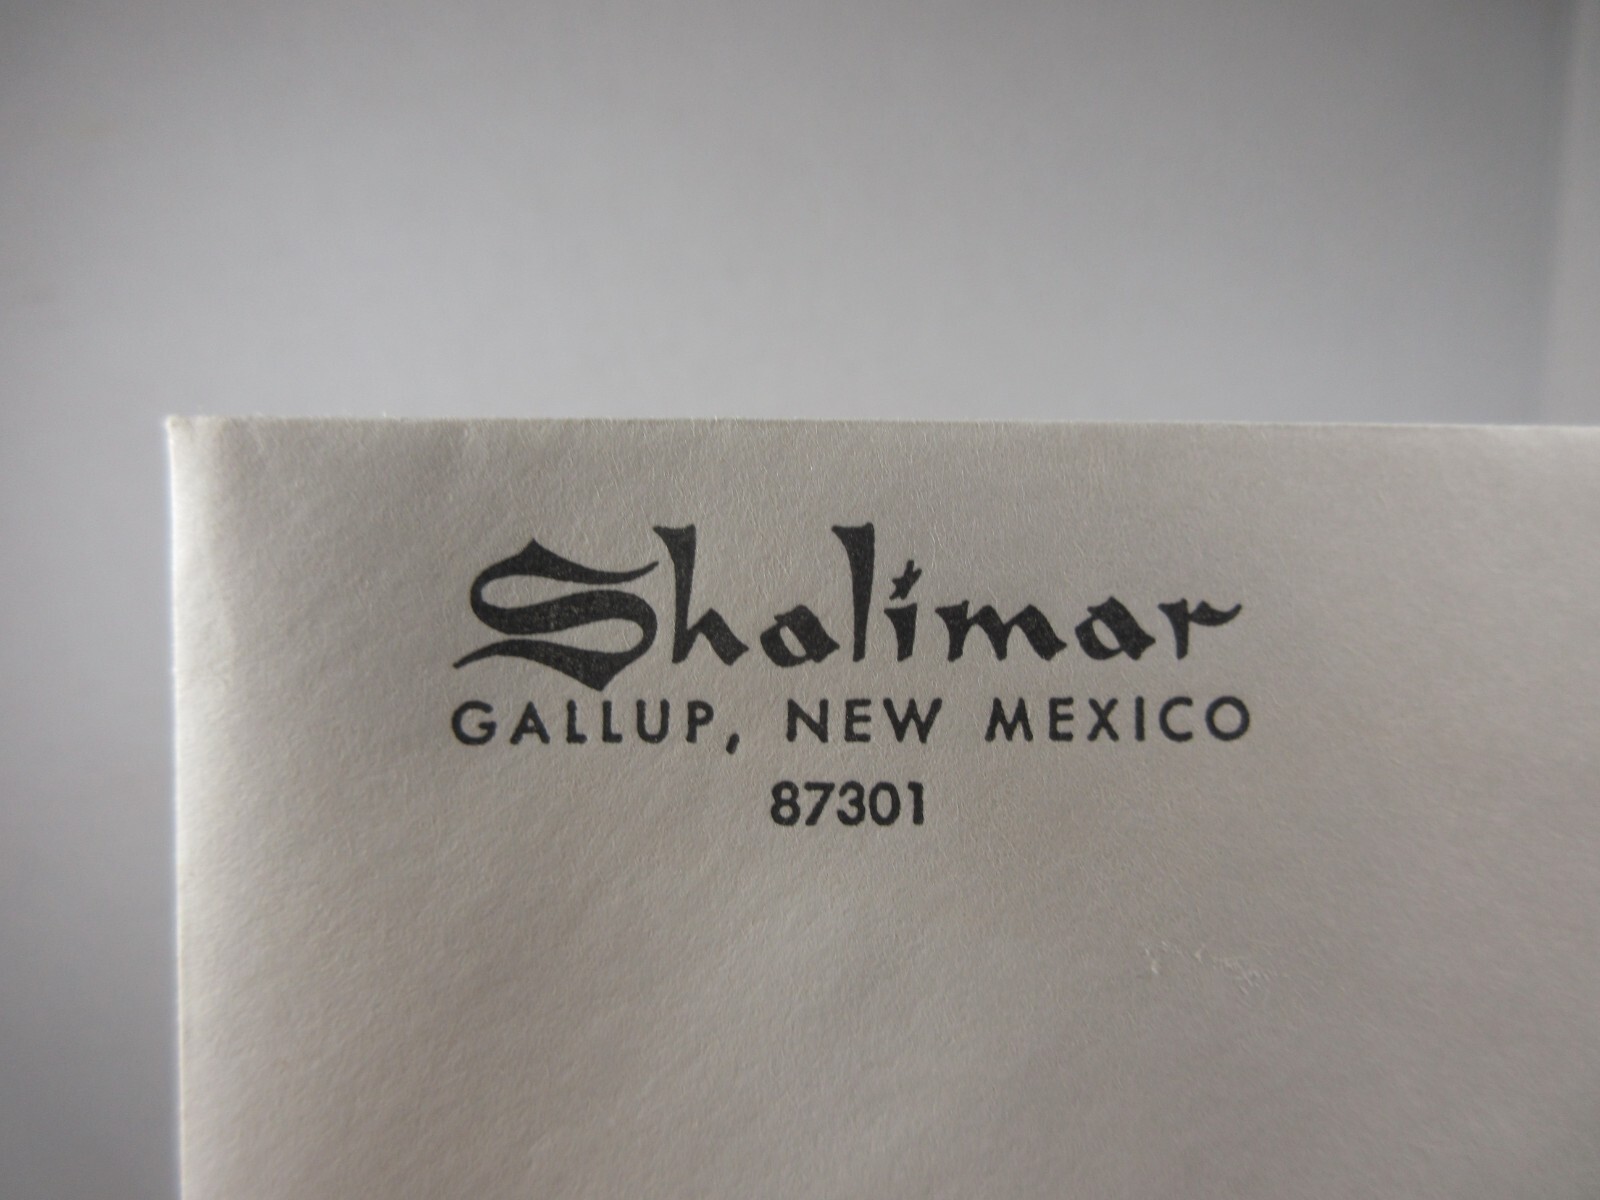 Shalimar
GALLUP, NEW MEXICO
87301